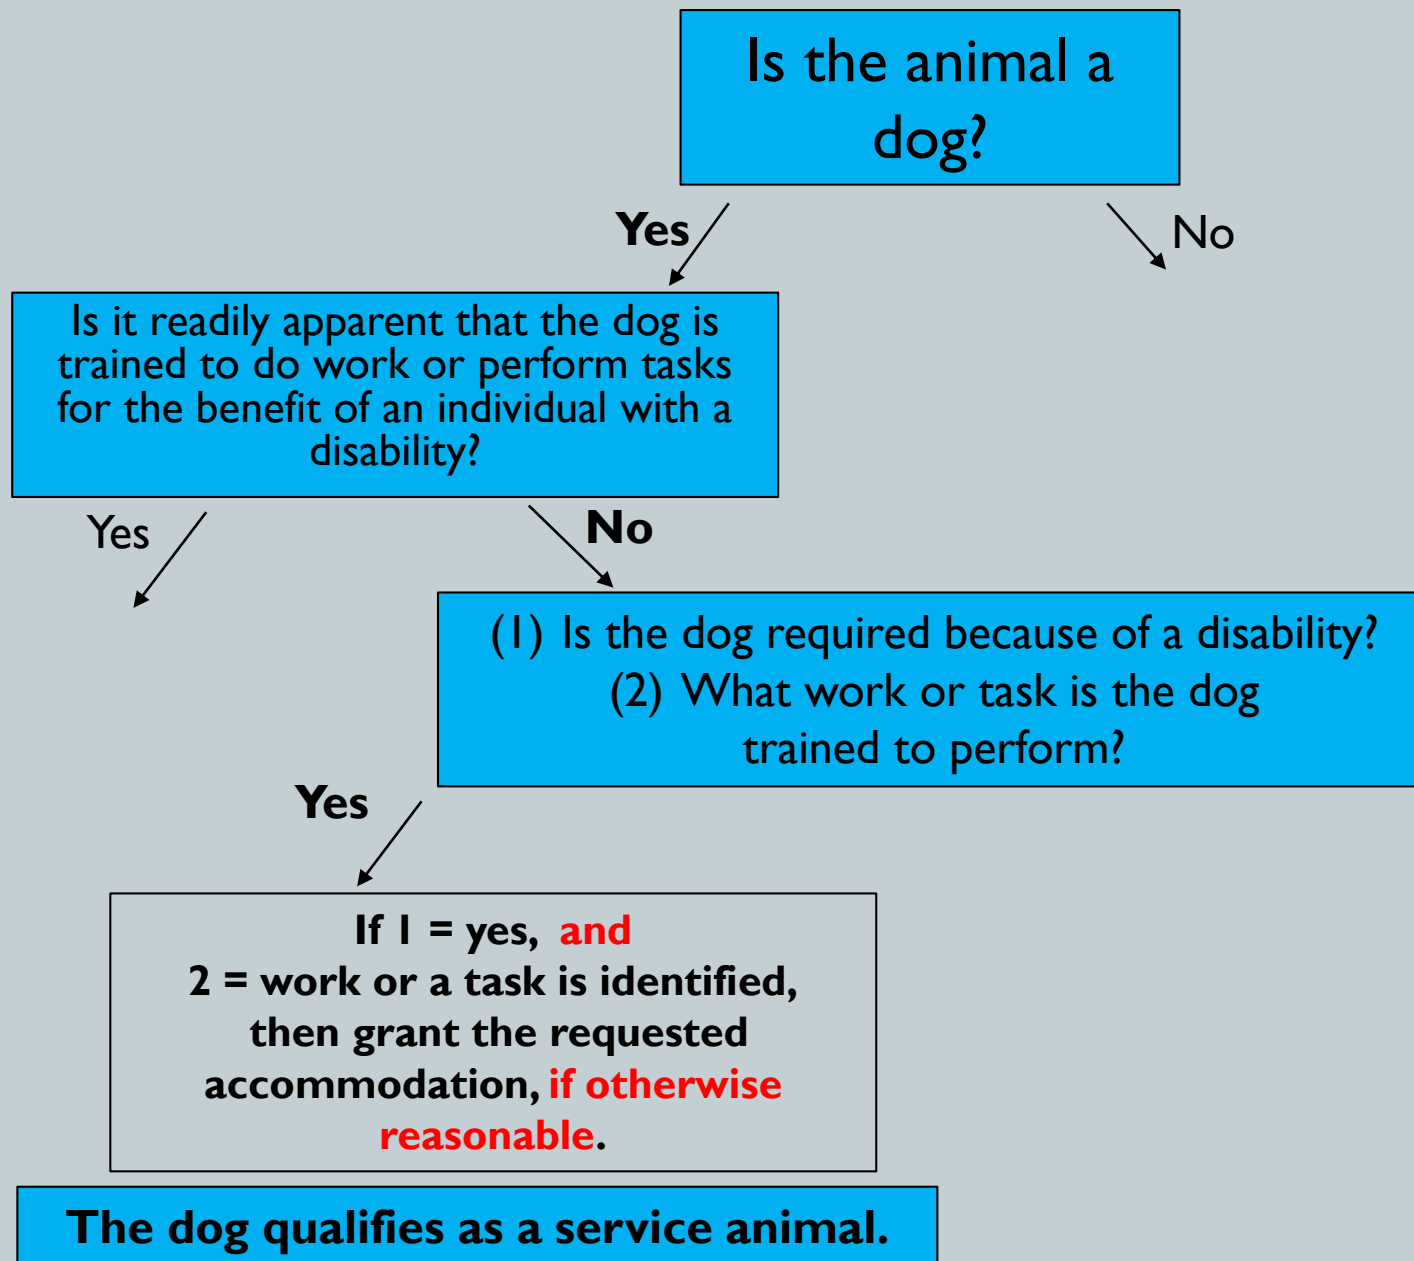 Is the animal a
dog?
Yes
No
Is it readily apparent that the dog is
trained to do work or perform tasks
for the benefit of an individual with a
disability?
Yes
No
(1) Is the dog required because of a disability?
(2) What work or task is the dog
trained to perform?
Yes
If 1 = yes, and
2 = work or a task is identified,
then grant the requested
accommodation, if otherwise
reasonable.
The dog qualifies as a service animal.